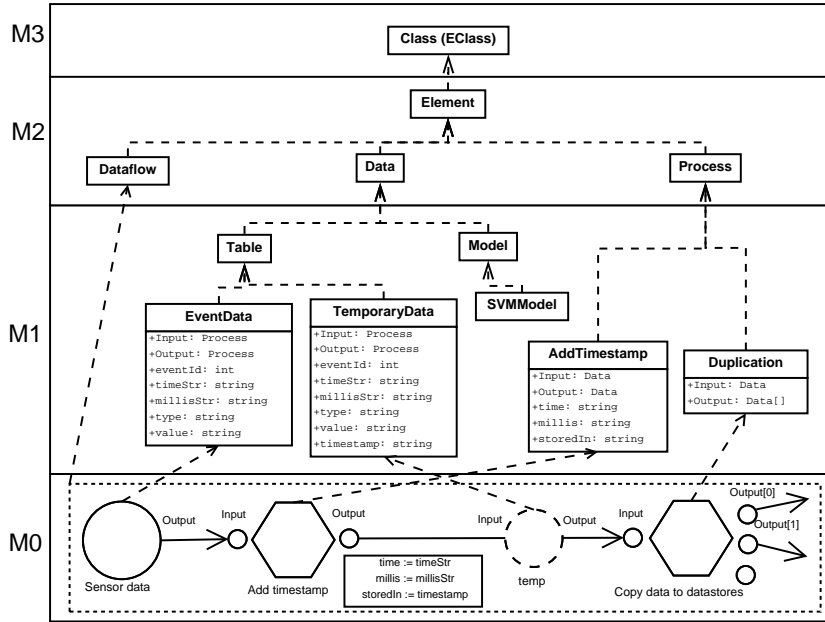 M3
Class (EClass)
M2
Element
Dataflow
Data
Process
M1
Table
Model
SVMModel
EventData
+Input: Process
+Output: Process
+eventId: int
+timeStr: string
+millisStr: string
+type: string
+value: string
TemporaryData
+Input: Process
+Output: Process
+eventId: int
+timeStr: string
+millisStr: string
+type: string
+value: string
+timestamp: string
AddTimestamp
+Input: Data
+Output: Data
+time: string
+millis: string
+storedIn: string
Duplication
+Input: Data
+Output: Data[]
M0
Sensor data
Output
Input
Add timestamp
Output
time := timeStr
millis := millisStr
storedIn := timestamp
Input
temp
Output
Input
Copy data to datastores
Output[0]
Output[1]